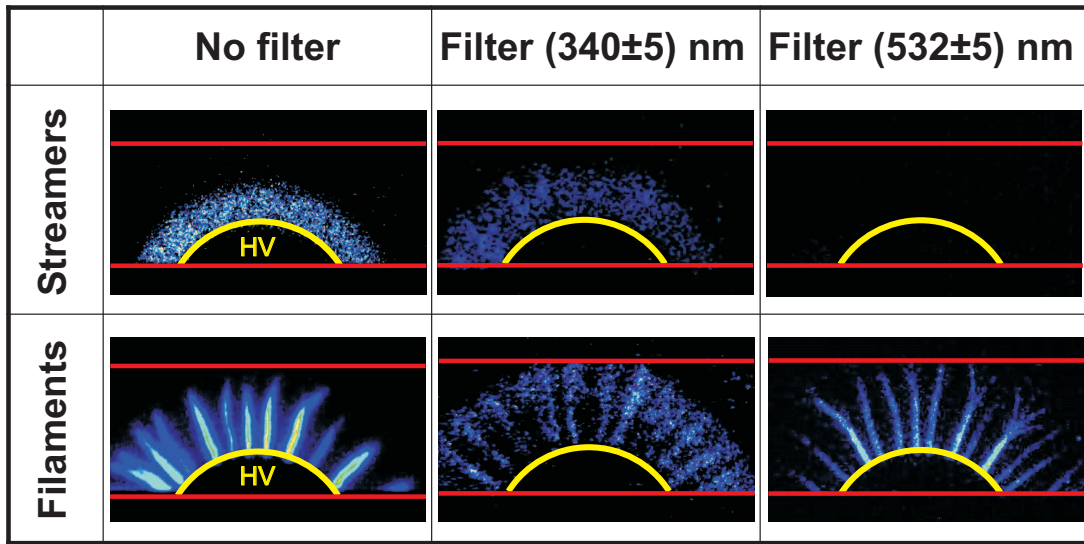 No filter
Filter (340±5) nm
Filter (532±5) nm
Streamers
HV
Filaments
HV